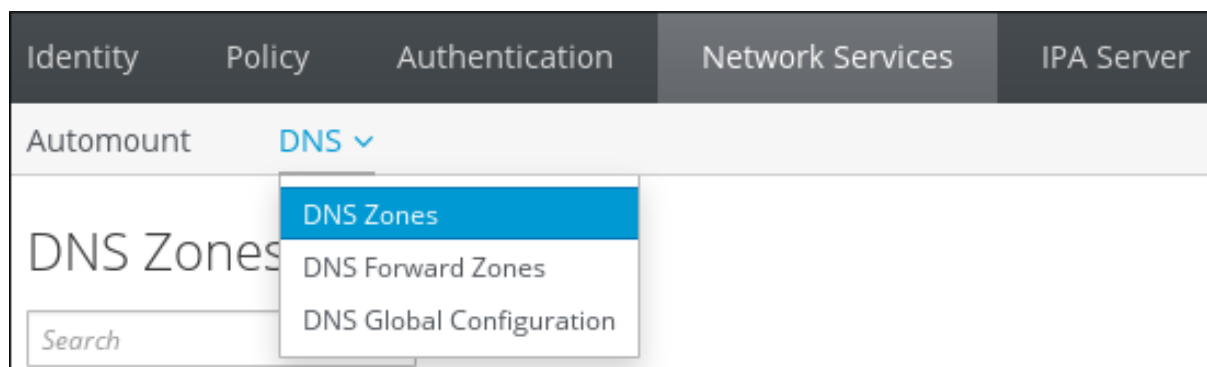 Identity Policy Authentication Network Services IPA Server
Automount DNS
DNS Zones
DNS Zones
DNS Forward Zones
DNS Global Configuration
Search